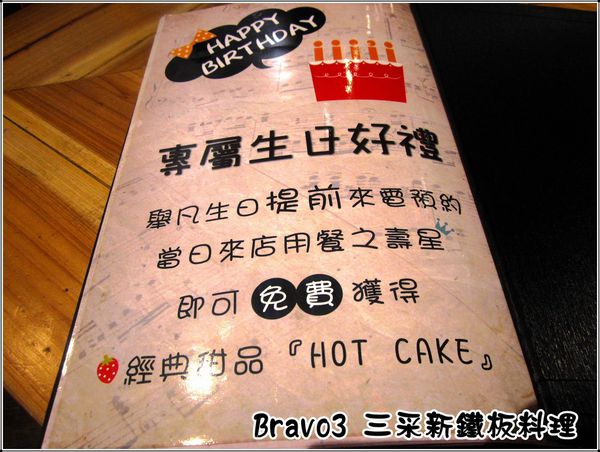 HAPPY
BIRTHDAY
專屬生日好禮
舉凡生日提前來電預約
當日來店用餐之壽星
即可免費獲得
經典甜品『HOT CAKE』
Bravo3 三采新鐵板料理